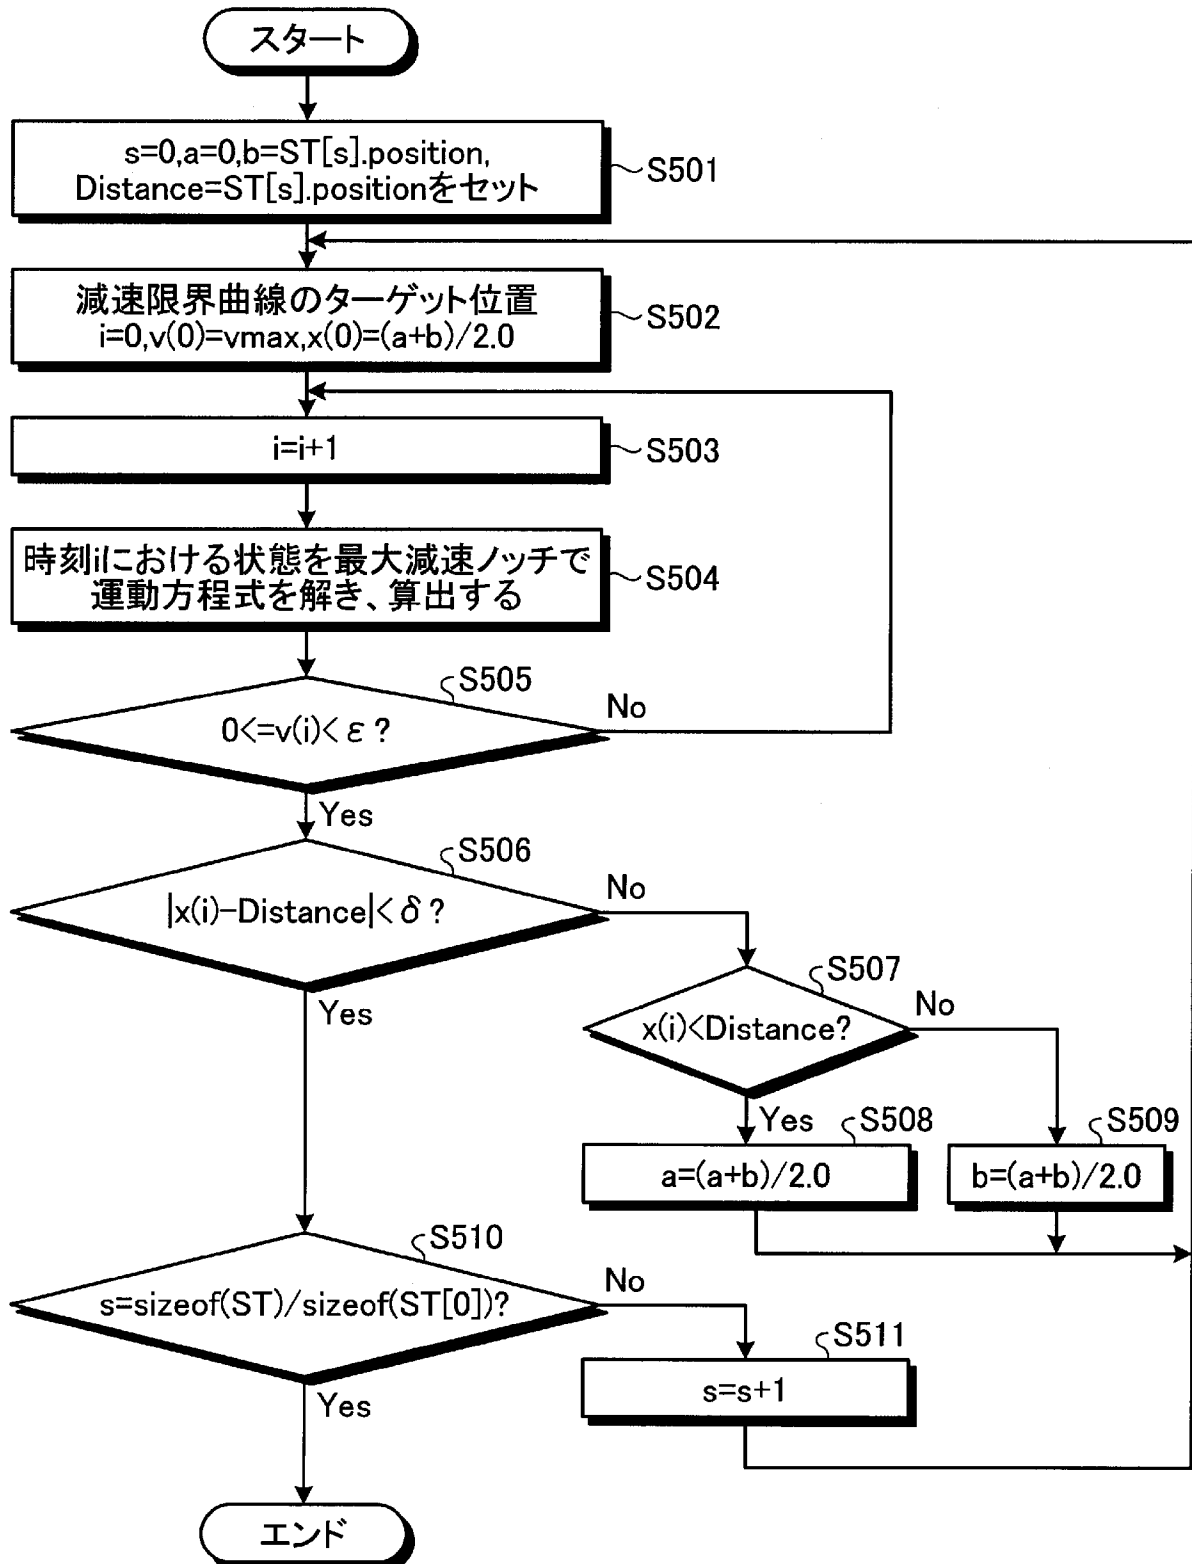 スタート
s=0,a=0,b=ST[s].position,
Distance=ST[s].positionをセット
S501
減速限界曲線のターゲット位置
i=0,v(0)=vmax,x(0)=(a+b)/2.0
S502
i=i+1
S503
時刻iにおける状態を最大減速ノッチで
運動方程式を解き、算出する
S504
S505
0<=v(i)<ε?
No
Yes
S506
|x(i)-Distance|<δ?
No
Yes
S507
x(i)<Distance?
No
Yes
S508
a=(a+b)/2.0
S509
b=(a+b)/2.0
S510
s=sizeof(ST)/sizeof(ST[0])?
No
Yes
S511
s=s+1
エンド